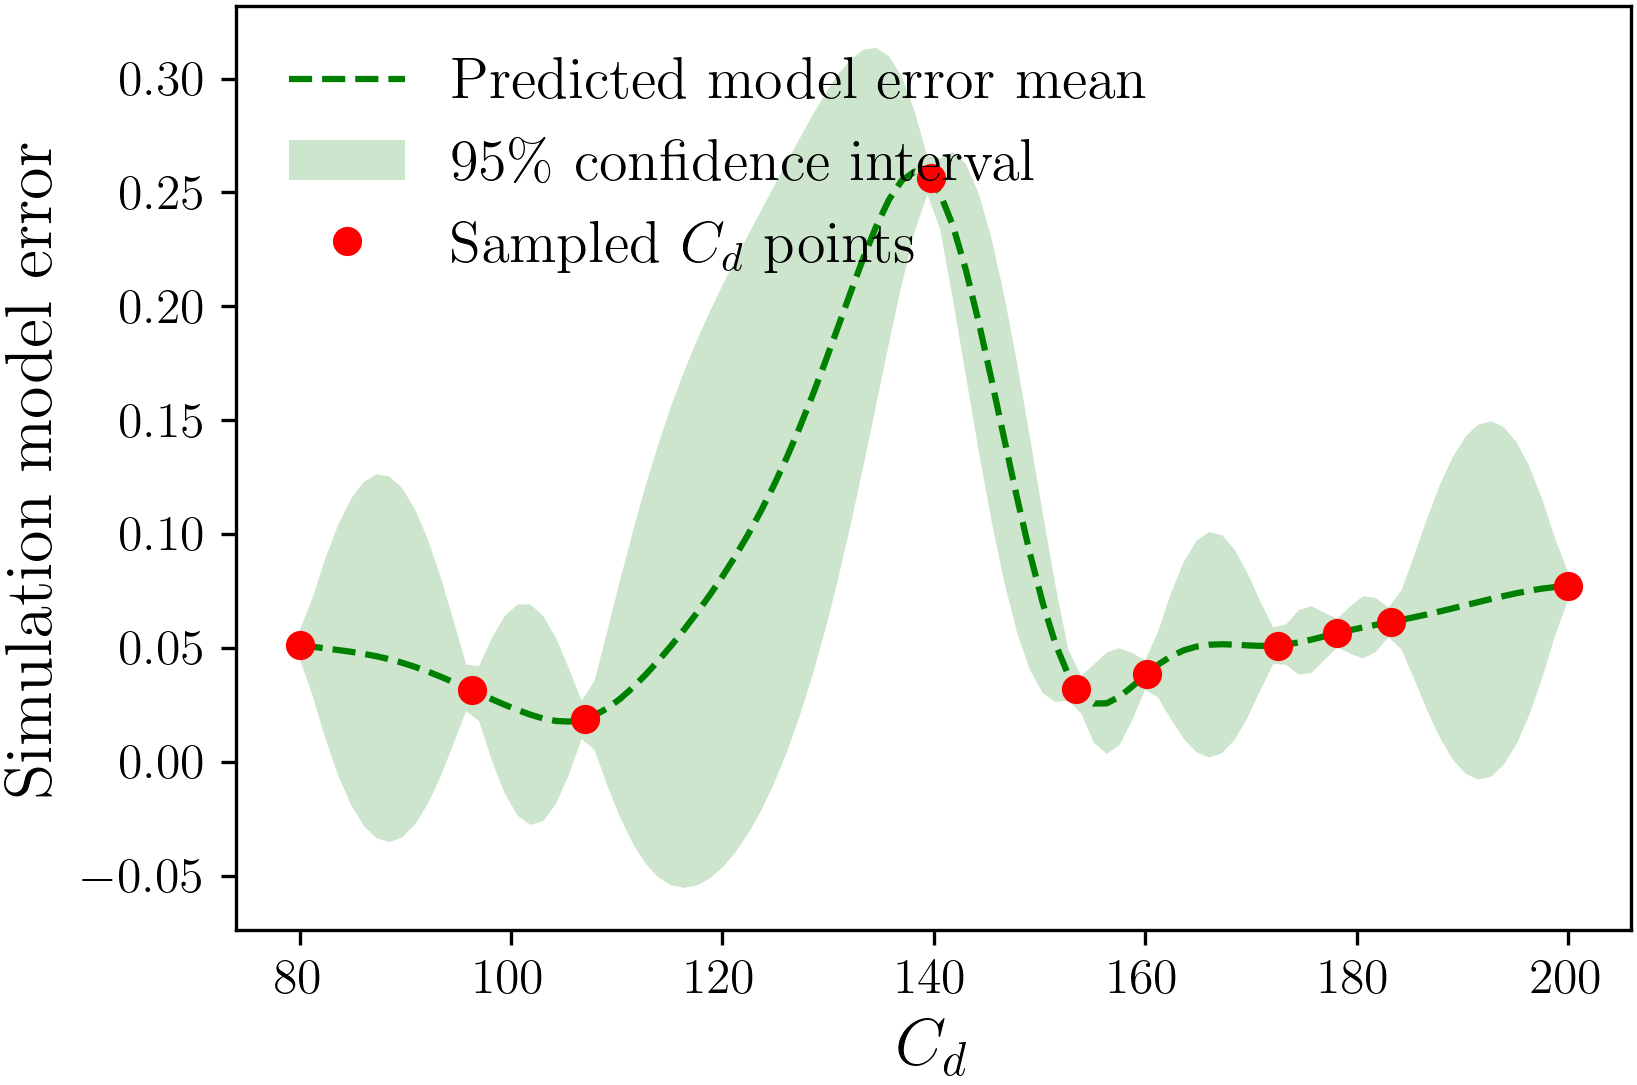 Predicted model error mean
95% confidence interval
Sampled C_d points
Simulation model error
0.30
0.25
0.20
0.15
0.10
0.05
0.00
−0.05
80 100 120 140 160 180 200
C_d